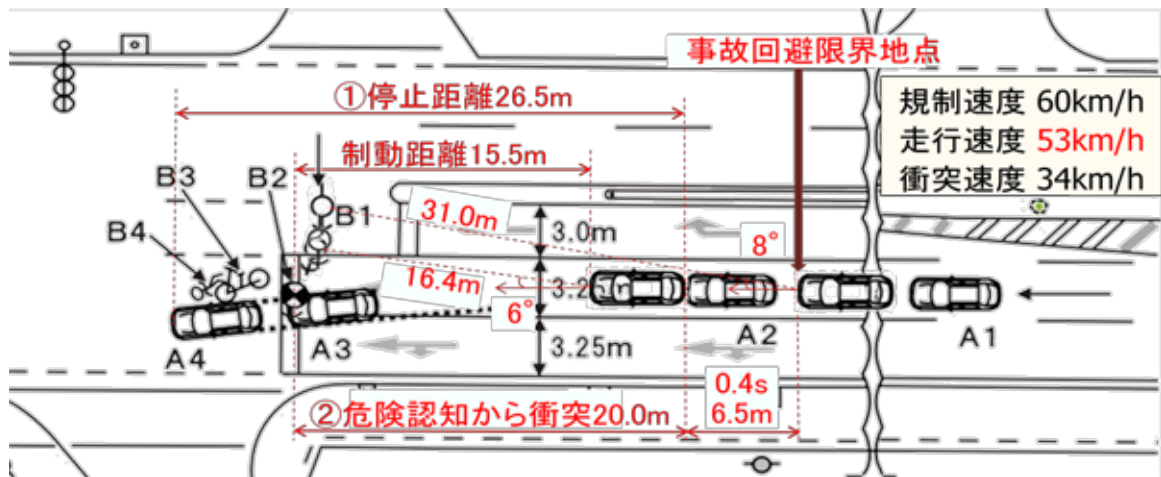 事故回避限界地点
規制速度 60km/h
走行速度 53km/h
衝突速度 34km/h
①停止距離26.5m
制動距離15.5m
B3
B2
B1
B4
31.0m
3.0m
8°
16.4m
3.2
6°
A2
A1
A4
A3
3.25m
0.4s
6.5m
②危険認知から衝突20.0m